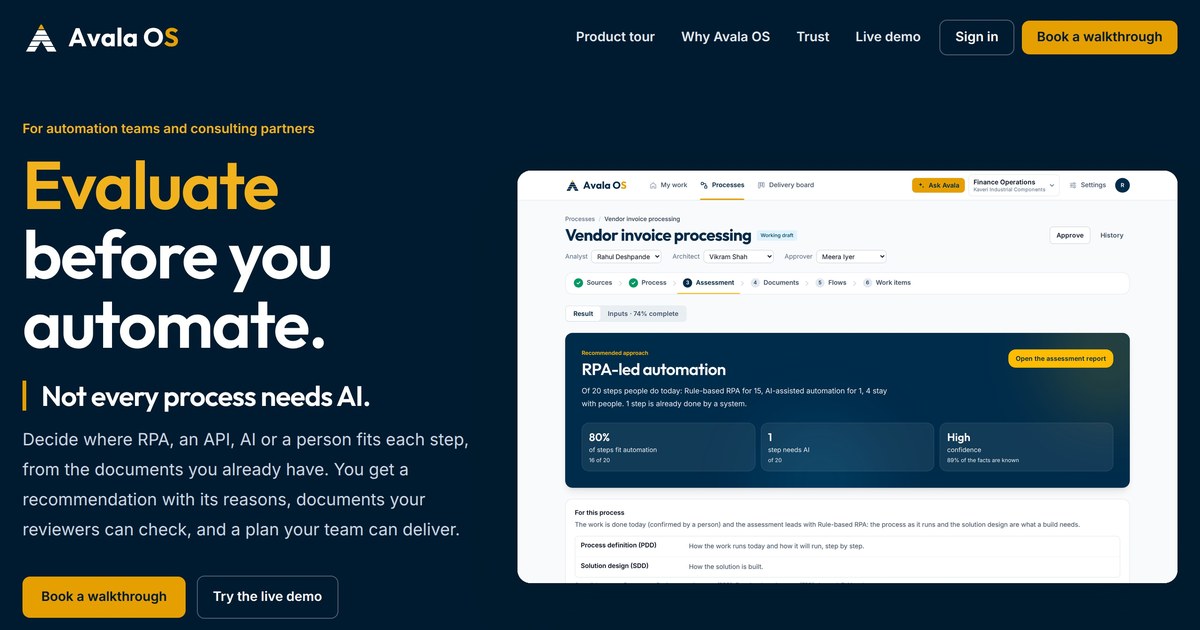 Avala OS
Product tour
Why Avala OS
Trust
Live demo
Sign in
Book a walkthrough
For automation teams and consulting partners
Evaluate
before you
automate.
Not every process needs AI.
Decide where RPA, an API, AI or a person fits each step,
from the documents you already have. You get a
recommendation with its reasons, documents your
reviewers can check, and a plan your team can deliver.
Book a walkthrough
Try the live demo
Avala OS
My work
Processes
Delivery board
Ask Avala
Finance Operations
Kaveri Industrial Components
Settings
R
Processes / Vendor invoice processing
Vendor invoice processing
Working draft
Approve
History
Analyst
Rahul Deshpande
Architect
Vikram Shah
Approver
Meera Iyer
Sources
Process
3 Assessment
4 Documents
5 Flows
6 Work items
Result
Inputs · 74% complete
Recommended approach
RPA-led automation
Open the assessment report
Of 20 steps people do today: Rule-based RPA for 15, AI-assisted automation for 1, 4 stay
with people. 1 step is already done by a system.
80%
of steps fit automation
16 of 20
1
step needs AI
of 20
High
confidence
89% of the facts are known
For this process
The work is done today (confirmed by a person) and the assessment leads with Rule-based RPA: the process as it runs and the solution design are what a build needs.
Process definition (PDD)
How the work runs today and how it will run, step by step.
Solution design (SDD)
How the solution is built.